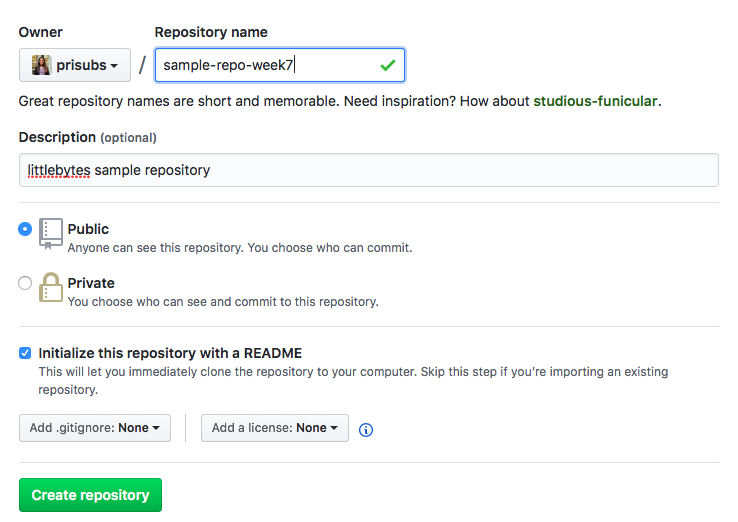 Owner Repository name
prisubs / sample-repo-week7
Great repository names are short and memorable. Need inspiration? How about studious-funicular.
Description (optional)
littlebytes sample repository
Public
Anyone can see this repository. You choose who can commit.
Private
You choose who can see and commit to this repository.
Initialize this repository with a README
This will let you immediately clone the repository to your computer. Skip this step if you're importing an existing
repository.
Add .gitignore: None Add a license: None
Create repository